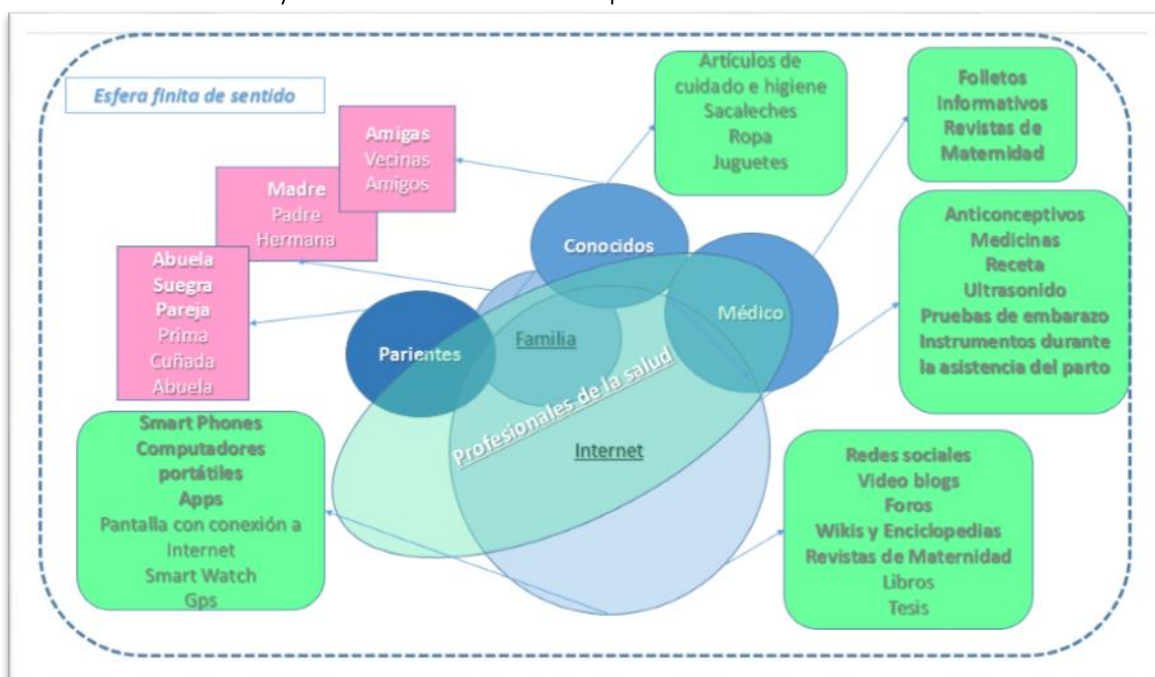 Esfera finita de sentido
Amigas
Vecinas
Amigos
Madre
Padre
Hermana
Abuela
Suegra
Pareja
Prima
Cuñada
Abuela
Artículos de
cuidado e higiene
Sacaleches
Ropa
Juguetes
Folletos
Informativos
Revistas de
Maternidad
Anticonceptivos
Medicinas
Receta
Ultrasonido
Pruebas de embarazo
Instrumentos durante
la asistencia del parto
Conocidos
Médico
Parientes
Familia
Profesionales de la salud
Internet
Smart Phones
Computadores
portátiles
Apps
Pantalla con conexión a
Internet
Smart Watch
Gps
Redes sociales
Video blogs
Foros
Wikis y Enciclopedias
Revistas de Maternidad
Libros
Tesis